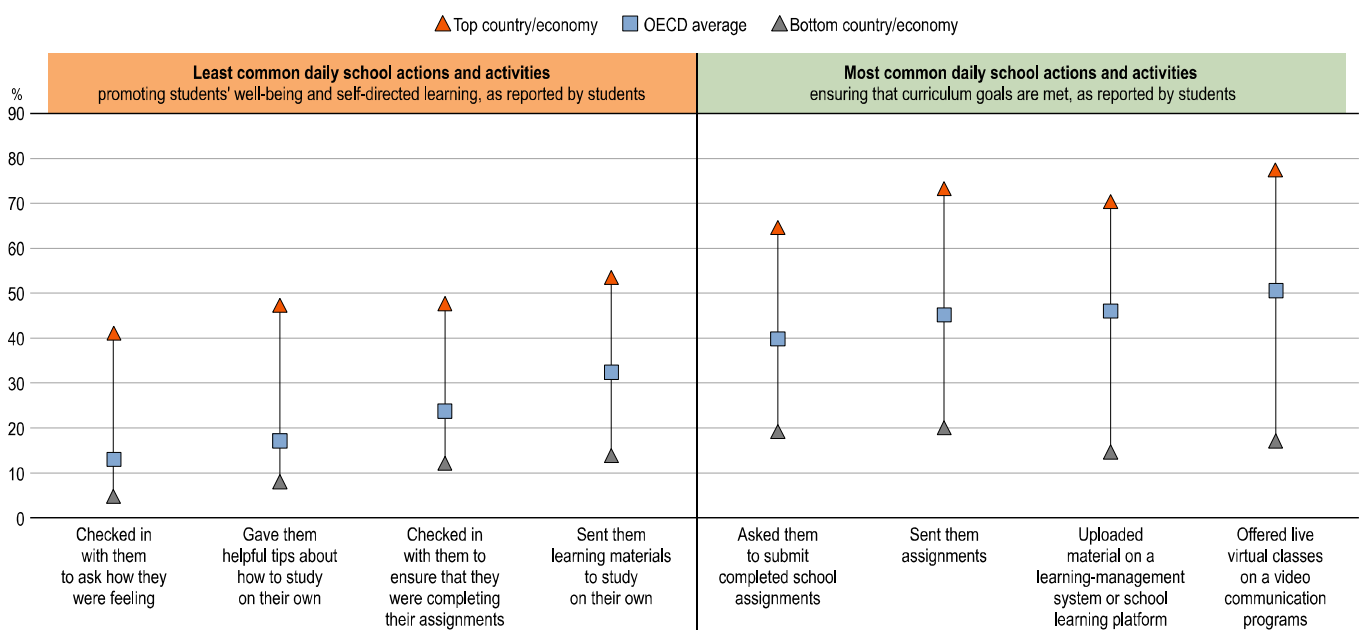 Top country/economy OECD average Bottom country/economy
Least common daily school actions and activities
promoting students' well-being and self-directed learning, as reported by students
Most common daily school actions and activities
ensuring that curriculum goals are met, as reported by students
%
90
80
70
60
50
40
30
20
10
0
Checked in
with them
to ask how they
were feeling
Gave them
helpful tips about
how to study
on their own
Checked in
with them to
ensure that they
were completing
their assignments
Sent them
learning materials
to study
on their own
Asked them
to submit
completed school
assignments
Sent them
assignments
Uploaded
material on a
learning-management
system or school
learning platform
Offered live
virtual classes
on a video
communication
programs